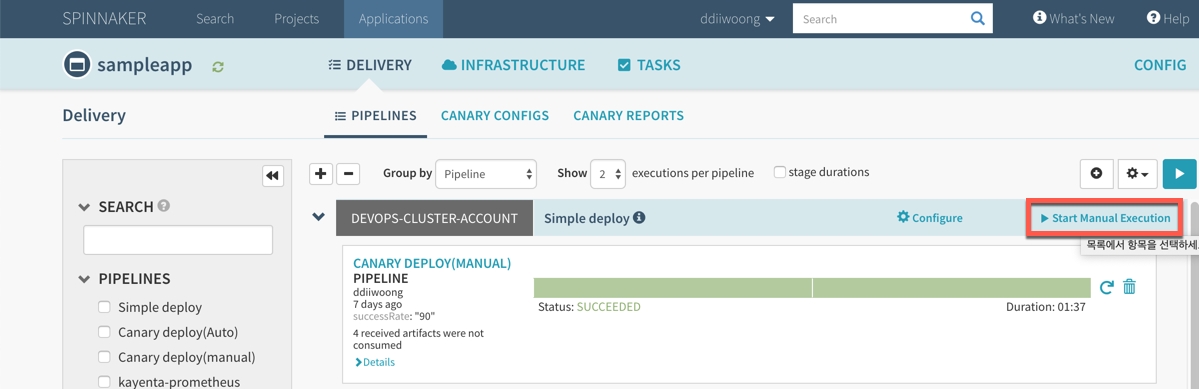 SPINNAKER Search Projects Applications ddiiwoong Search What's New Help
sampleapp DELIVERY INFRASTRUCTURE TASKS CONFIG
Delivery PIPELINES CANARY CONFIGS CANARY REPORTS
Group by Pipeline Show 2 executions per pipeline stage durations
SEARCH
DEVOPS-CLUSTER-ACCOUNT Simple deploy Configure Start Manual Execution
목록에서 항목을 선택하세
CANARY DEPLOY(MANUAL)
PIPELINE
ddiiwoong
7 days ago
successRate: "90"
4 received artifacts were not
consumed
Details
Status: SUCCEEDED Duration: 01:37
PIPELINES
Simple deploy
Canary deploy(Auto)
Canary deploy(manual)
kayenta-prometheus